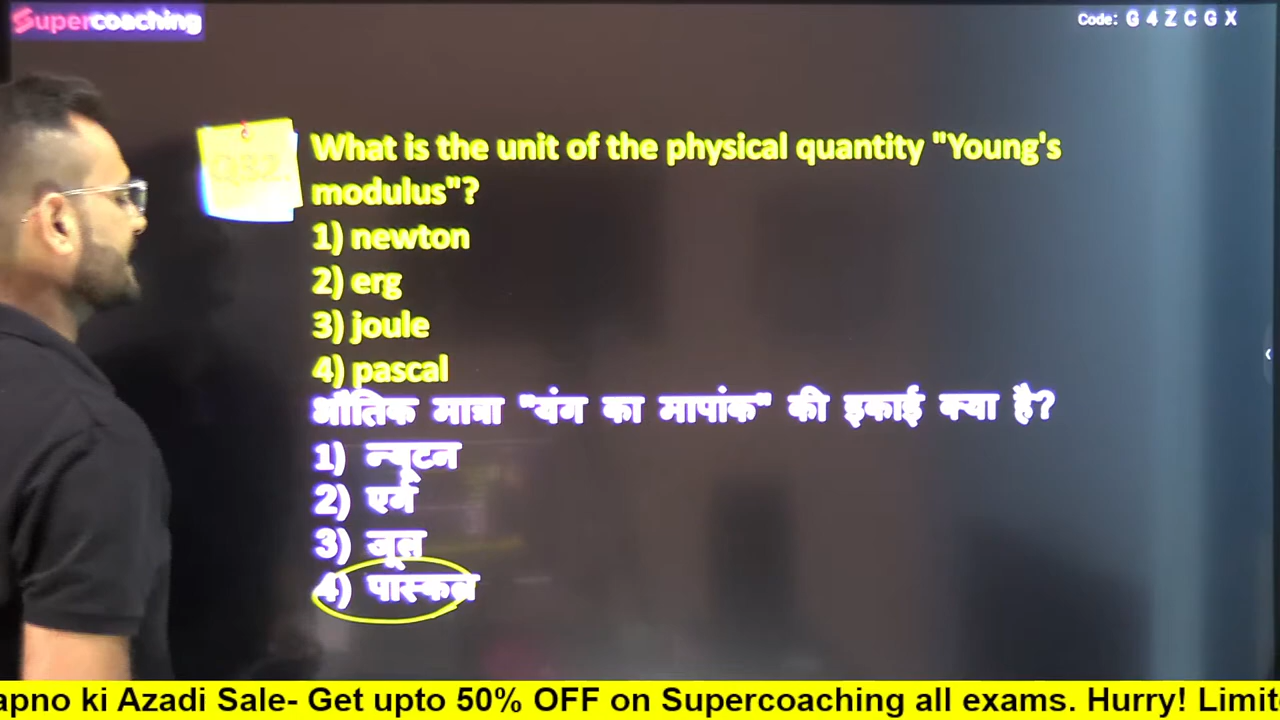 Supercoaching
Code: G 4 Z C G X
Q32.
What is the unit of the physical quantity "Young's
modulus"?
1) newton
2) erg
3) joule
4) pascal
भौतिक मात्रा "यंग का मापांक" की इकाई क्या है?
1) न्यूटन
2) एर्ग
3) जूल
4) पास्कल
apno ki Azadi Sale- Get upto 50% OFF on Supercoaching all exams. Hurry! Limit